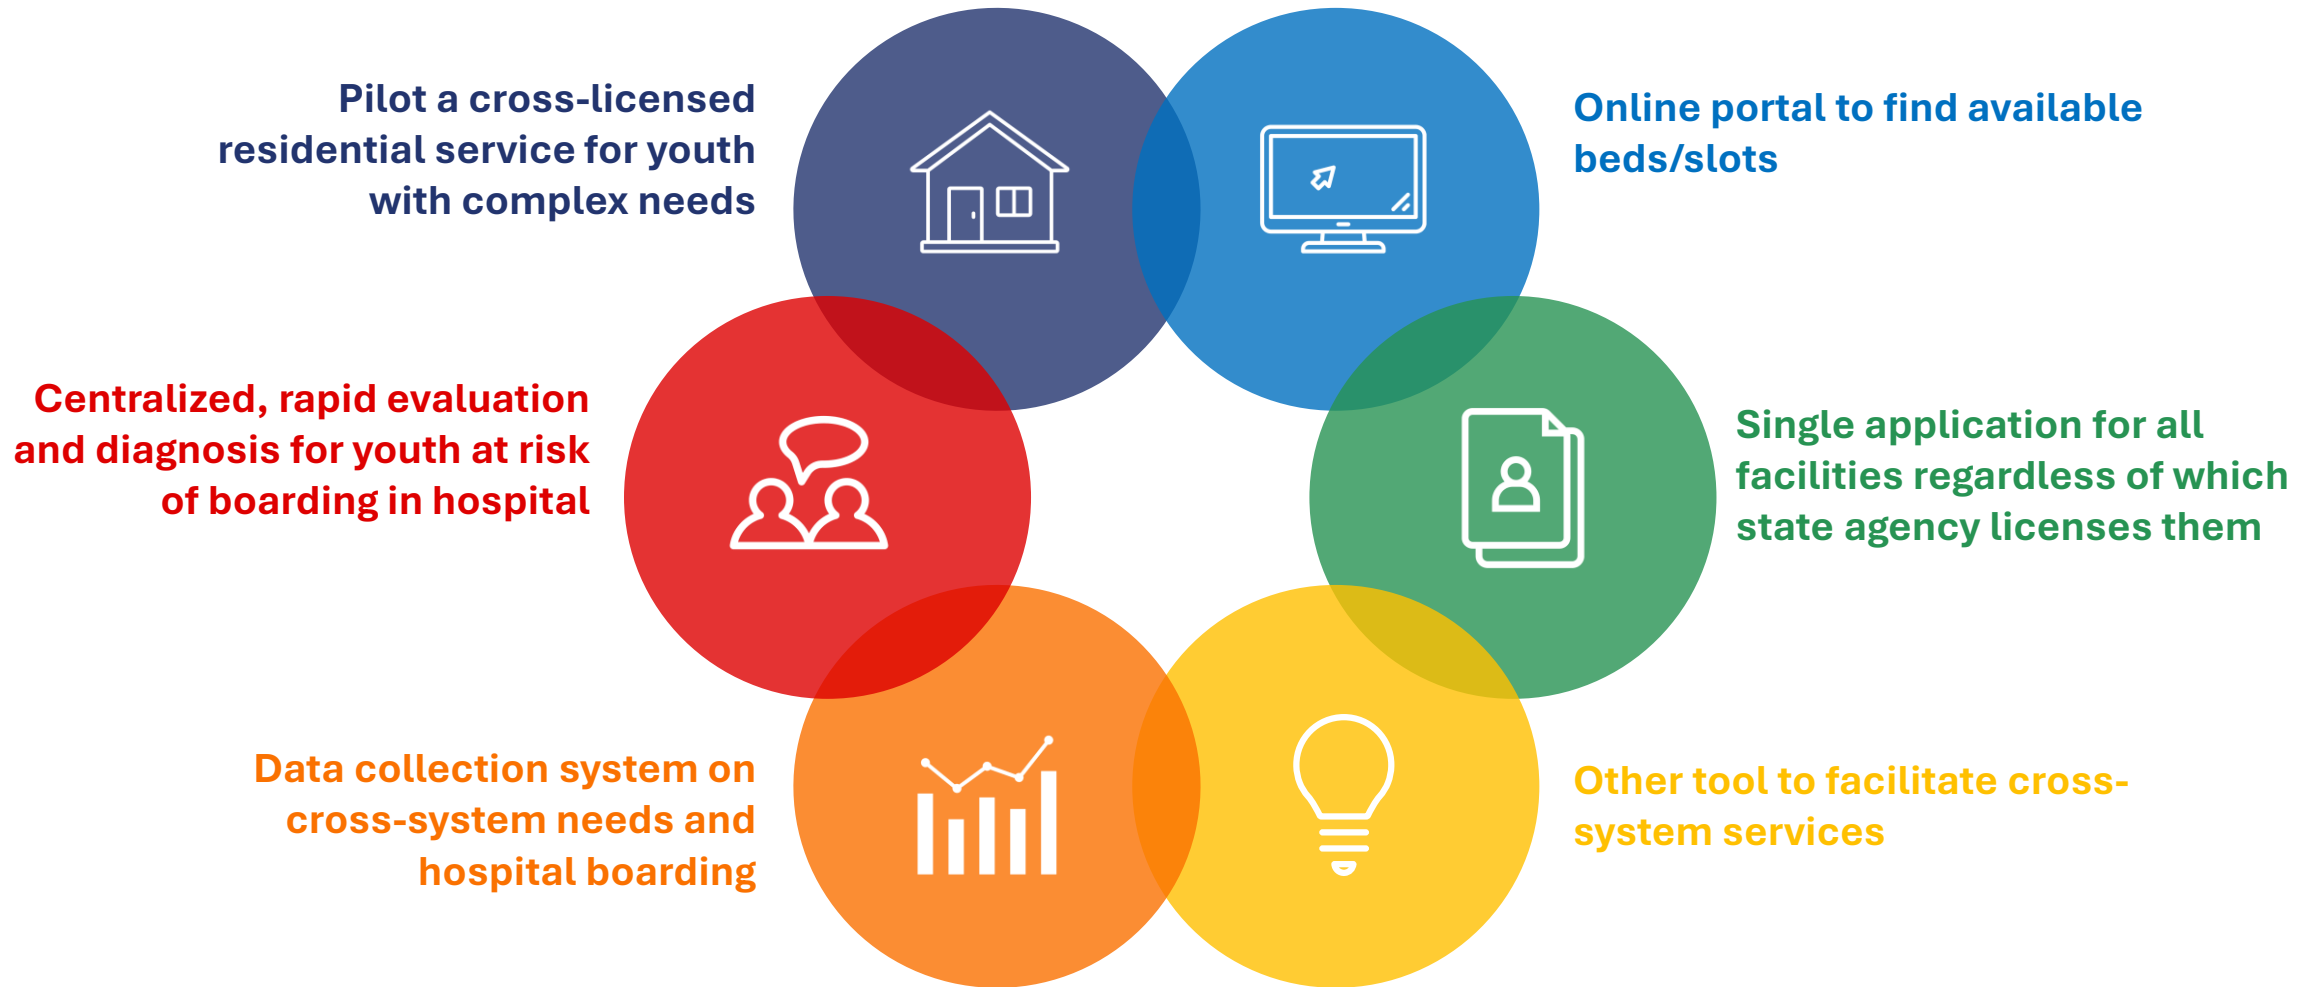 Pilot a cross-licensed
residential service for youth
with complex needs
Online portal to find available
beds/slots
Centralized, rapid evaluation
and diagnosis for youth at risk
of boarding in hospital
Single application for all
facilities regardless of which
state agency licenses them
Data collection system on
cross-system needs and
hospital boarding
Other tool to facilitate cross-
system services